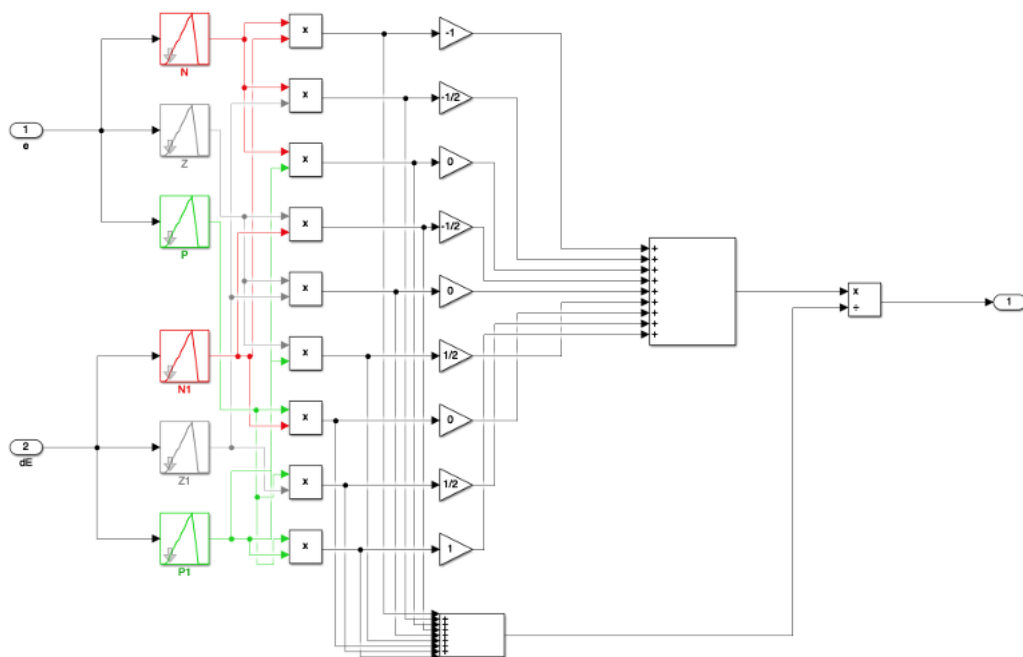 N
x
-1
x
-1/2
1
e
Z
x
0
P
x
-1/2
x
0
+
+
+
+
+
+
+
+
+
x
÷
1
N1
x
1/2
x
0
2
dE
Z1
x
1/2
P1
x
1
+
+
+
+
+
+